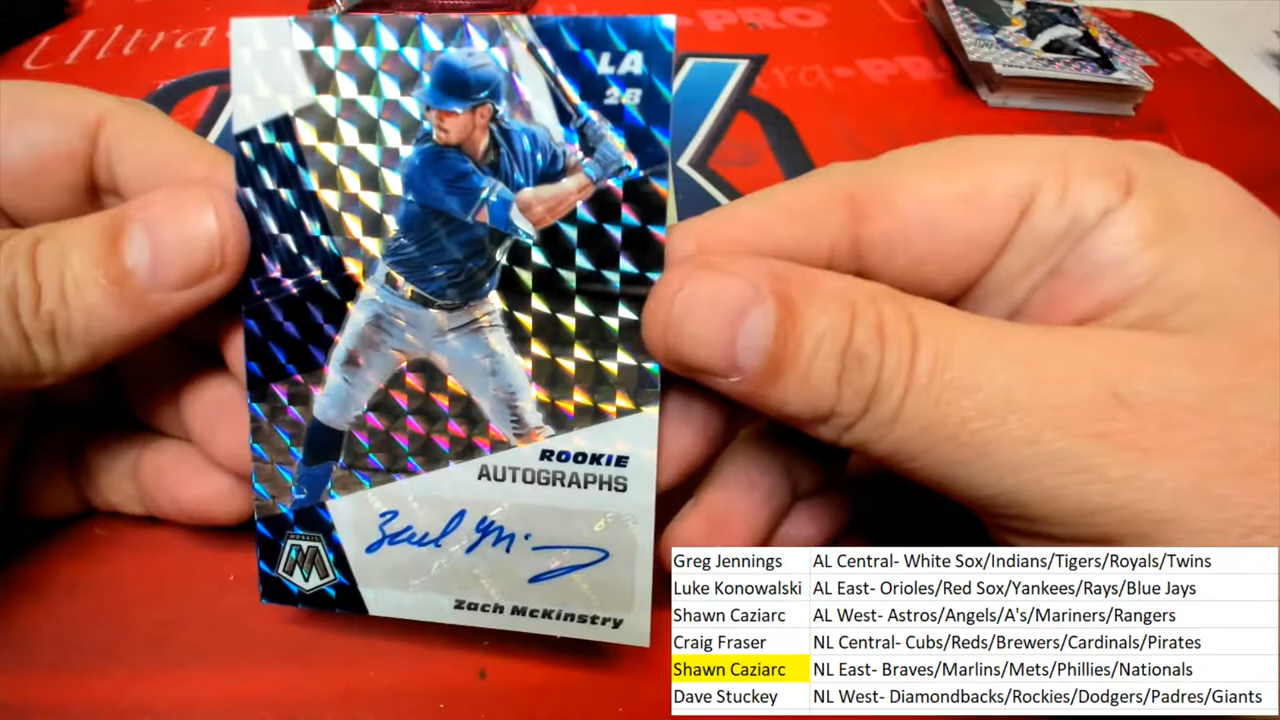 Ultra•PRO
Ultra•PRO
LA
28
ROOKIE
AUTOGRAPHS
MOSAIC
Zach McKinstry
Greg Jennings AL Central- White Sox/Indians/Tigers/Royals/Twins
Luke Konowalski AL East- Orioles/Red Sox/Yankees/Rays/Blue Jays
Shawn Caziarc AL West- Astros/Angels/A's/Mariners/Rangers
Craig Fraser NL Central- Cubs/Reds/Brewers/Cardinals/Pirates
Shawn Caziarc NL East- Braves/Marlins/Mets/Phillies/Nationals
Dave Stuckey NL West- Diamondbacks/Rockies/Dodgers/Padres/Giants